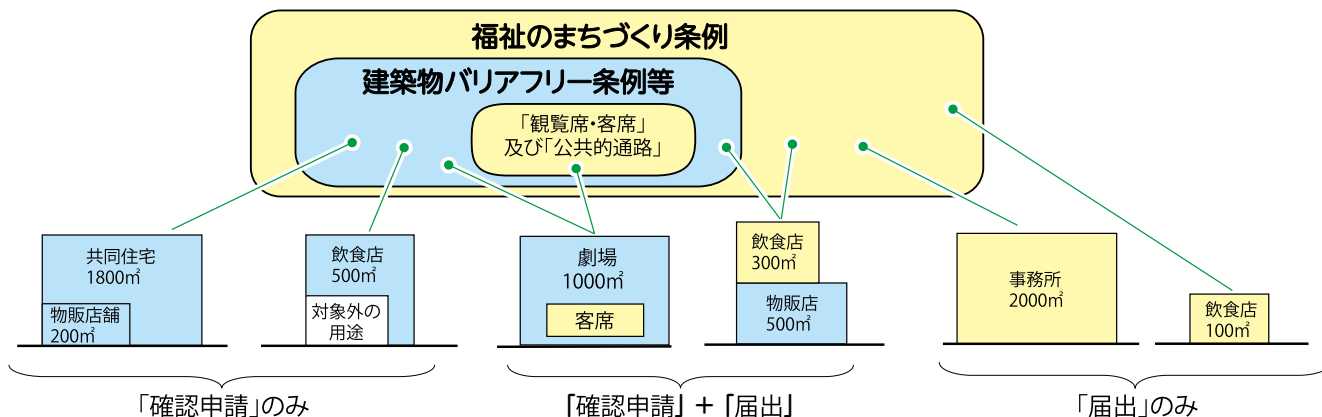 福祉のまちづくり条例
建築物バリアフリー条例等
「観覧席・客席」
及び「公共的通路」
共同住宅
1800㎡
物販店舗
200㎡
飲食店
500㎡
対象外の
用途
劇場
1000㎡
客席
飲食店
300㎡
物販店
500㎡
事務所
2000㎡
飲食店
100㎡
「確認申請」のみ
「確認申請」+「届出」
「届出」のみ